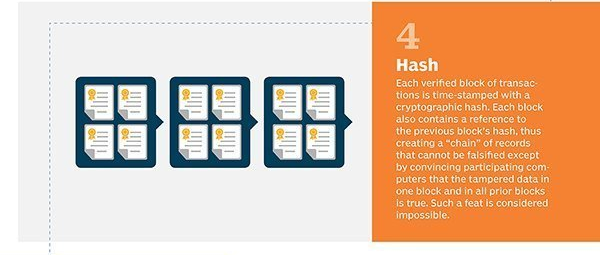 4
Hash
Each verified block of transac-
tions is time-stamped with a
cryptographic hash. Each block
also contains a reference to
the previous block's hash, thus
creating a “chain” of records
that cannot be falsified except
by convincing participating com-
puters that the tampered data in
one block and in all prior blocks
is true. Such a feat is considered
impossible.